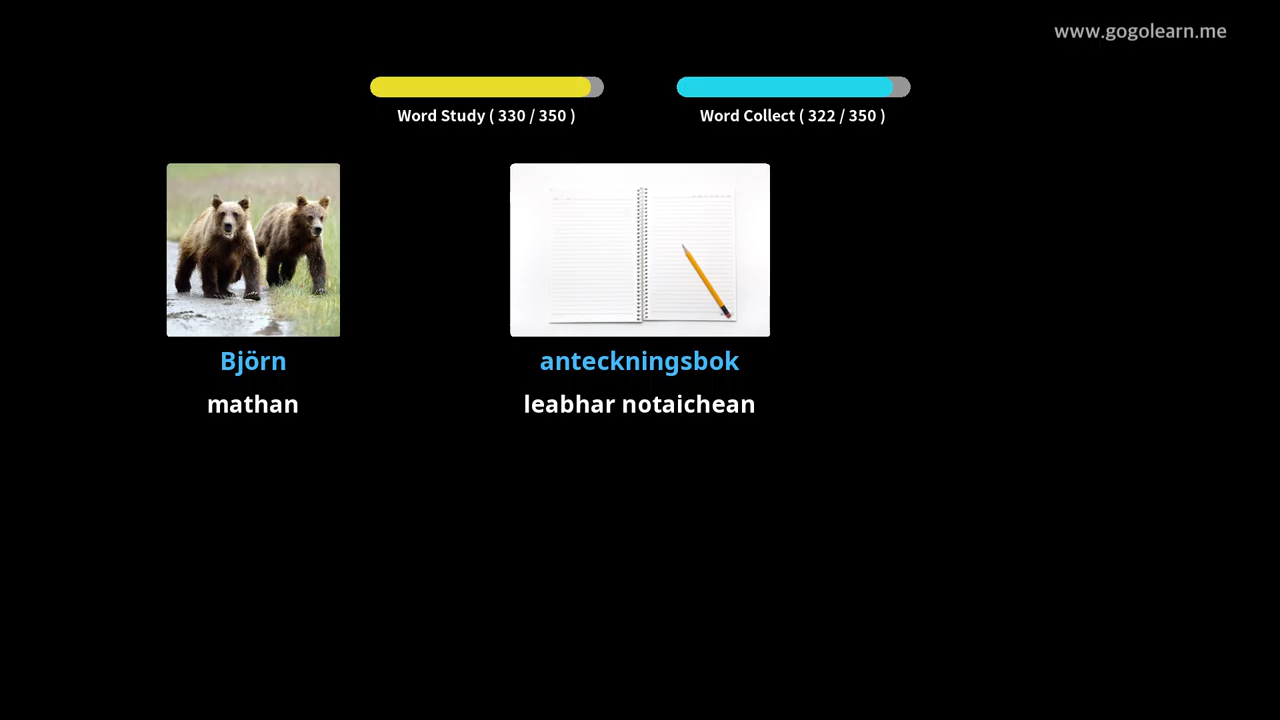 www.gogolearn.me
Word Study ( 330 / 350 )
Word Collect ( 322 / 350 )
Björn
mathan
anteckningsbok
leabhar notaichean